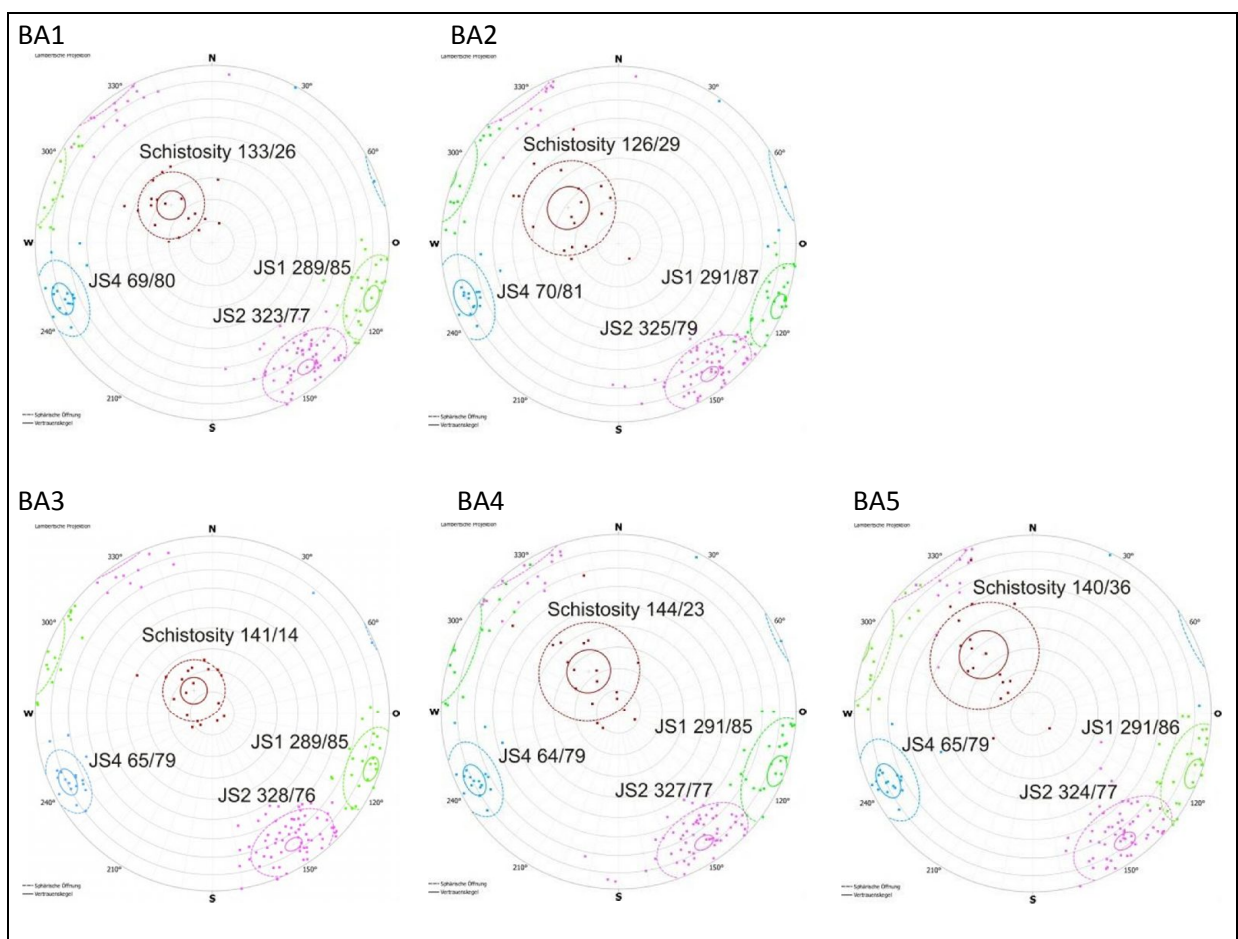 BA1
BA2
Lambertsche Projektion
N
330°
30°
300°
60°
Schistosity 133/26
W
O
JS1 289/85
JS4 69/80
JS2 323/77
240°
120°
210°
150°
S
Sphärische Öffnung
Vertrauenskegel
Lambertsche Projektion
N
330°
30°
300°
60°
Schistosity 126/29
W
O
JS1 291/87
JS4 70/81
JS2 325/79
240°
120°
210°
150°
S
Sphärische Öffnung
Vertrauenskegel
BA3
BA4
BA5
Lambertsche Projektion
N
330°
30°
300°
60°
Schistosity 141/14
W
O
JS1 289/85
JS4 65/79
JS2 328/76
240°
120°
210°
150°
S
Sphärische Öffnung
Vertrauenskegel
Lambertsche Projektion
N
330°
30°
300°
60°
Schistosity 144/23
W
O
JS1 291/85
JS4 64/79
JS2 327/77
240°
120°
210°
150°
S
Sphärische Öffnung
Vertrauenskegel
Lambertsche Projektion
N
330°
30°
300°
60°
Schistosity 140/36
W
O
JS1 291/86
JS4 65/79
JS2 324/77
240°
120°
210°
150°
S
Sphärische Öffnung
Vertrauenskegel